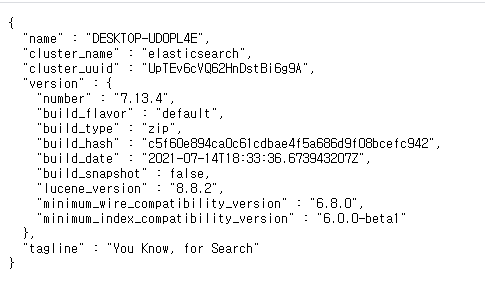 {
"name" : "DESKTOP-UDOPL4E",
"cluster_name" : "elasticsearch",
"cluster_uuid" : "UpTEv6cYQ62HnDstBi6g9A",
"version" : {
"number" : "7.13.4",
"build_flavor" : "default",
"build_type" : "zip",
"build_hash" : "c5f60e894ca0c61cdbae4f5a686d9f08bcefc942",
"build_date" : "2021-07-14T18:33:36.673943207Z",
"build_snapshot" : false,
"lucene_version" : "8.8.2",
"minimum_wire_compatibility_version" : "6.8.0",
"minimum_index_compatibility_version" : "6.0.0-beta1"
},
"tagline" : "You Know, for Search"
}